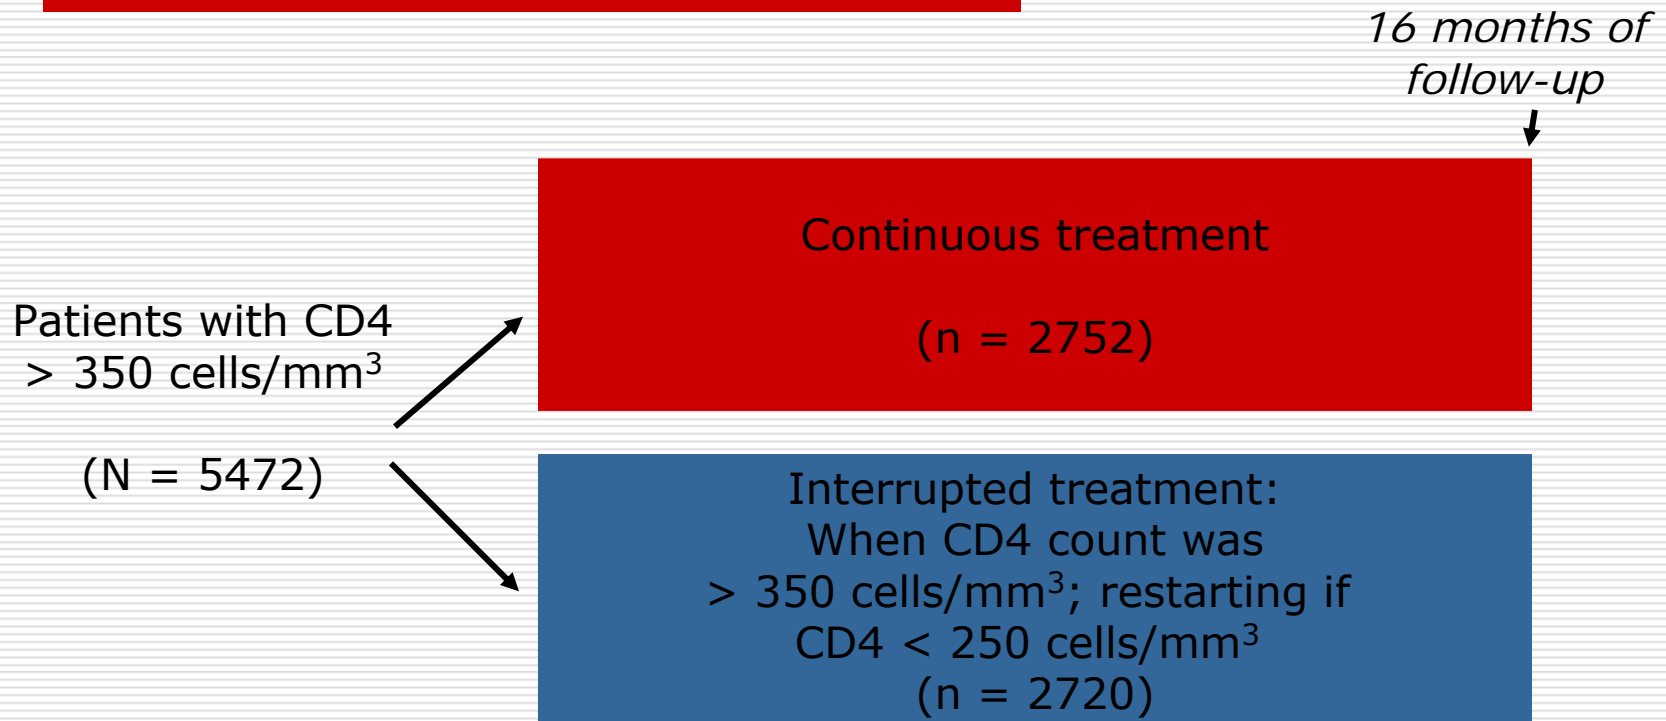 16 months of
follow-up
Continuous treatment
(n = 2752)
Patients with CD4
> 350 cells/mm³
(N = 5472)
Interrupted treatment:
When CD4 count was
> 350 cells/mm³; restarting if
CD4 < 250 cells/mm³
(n = 2720)